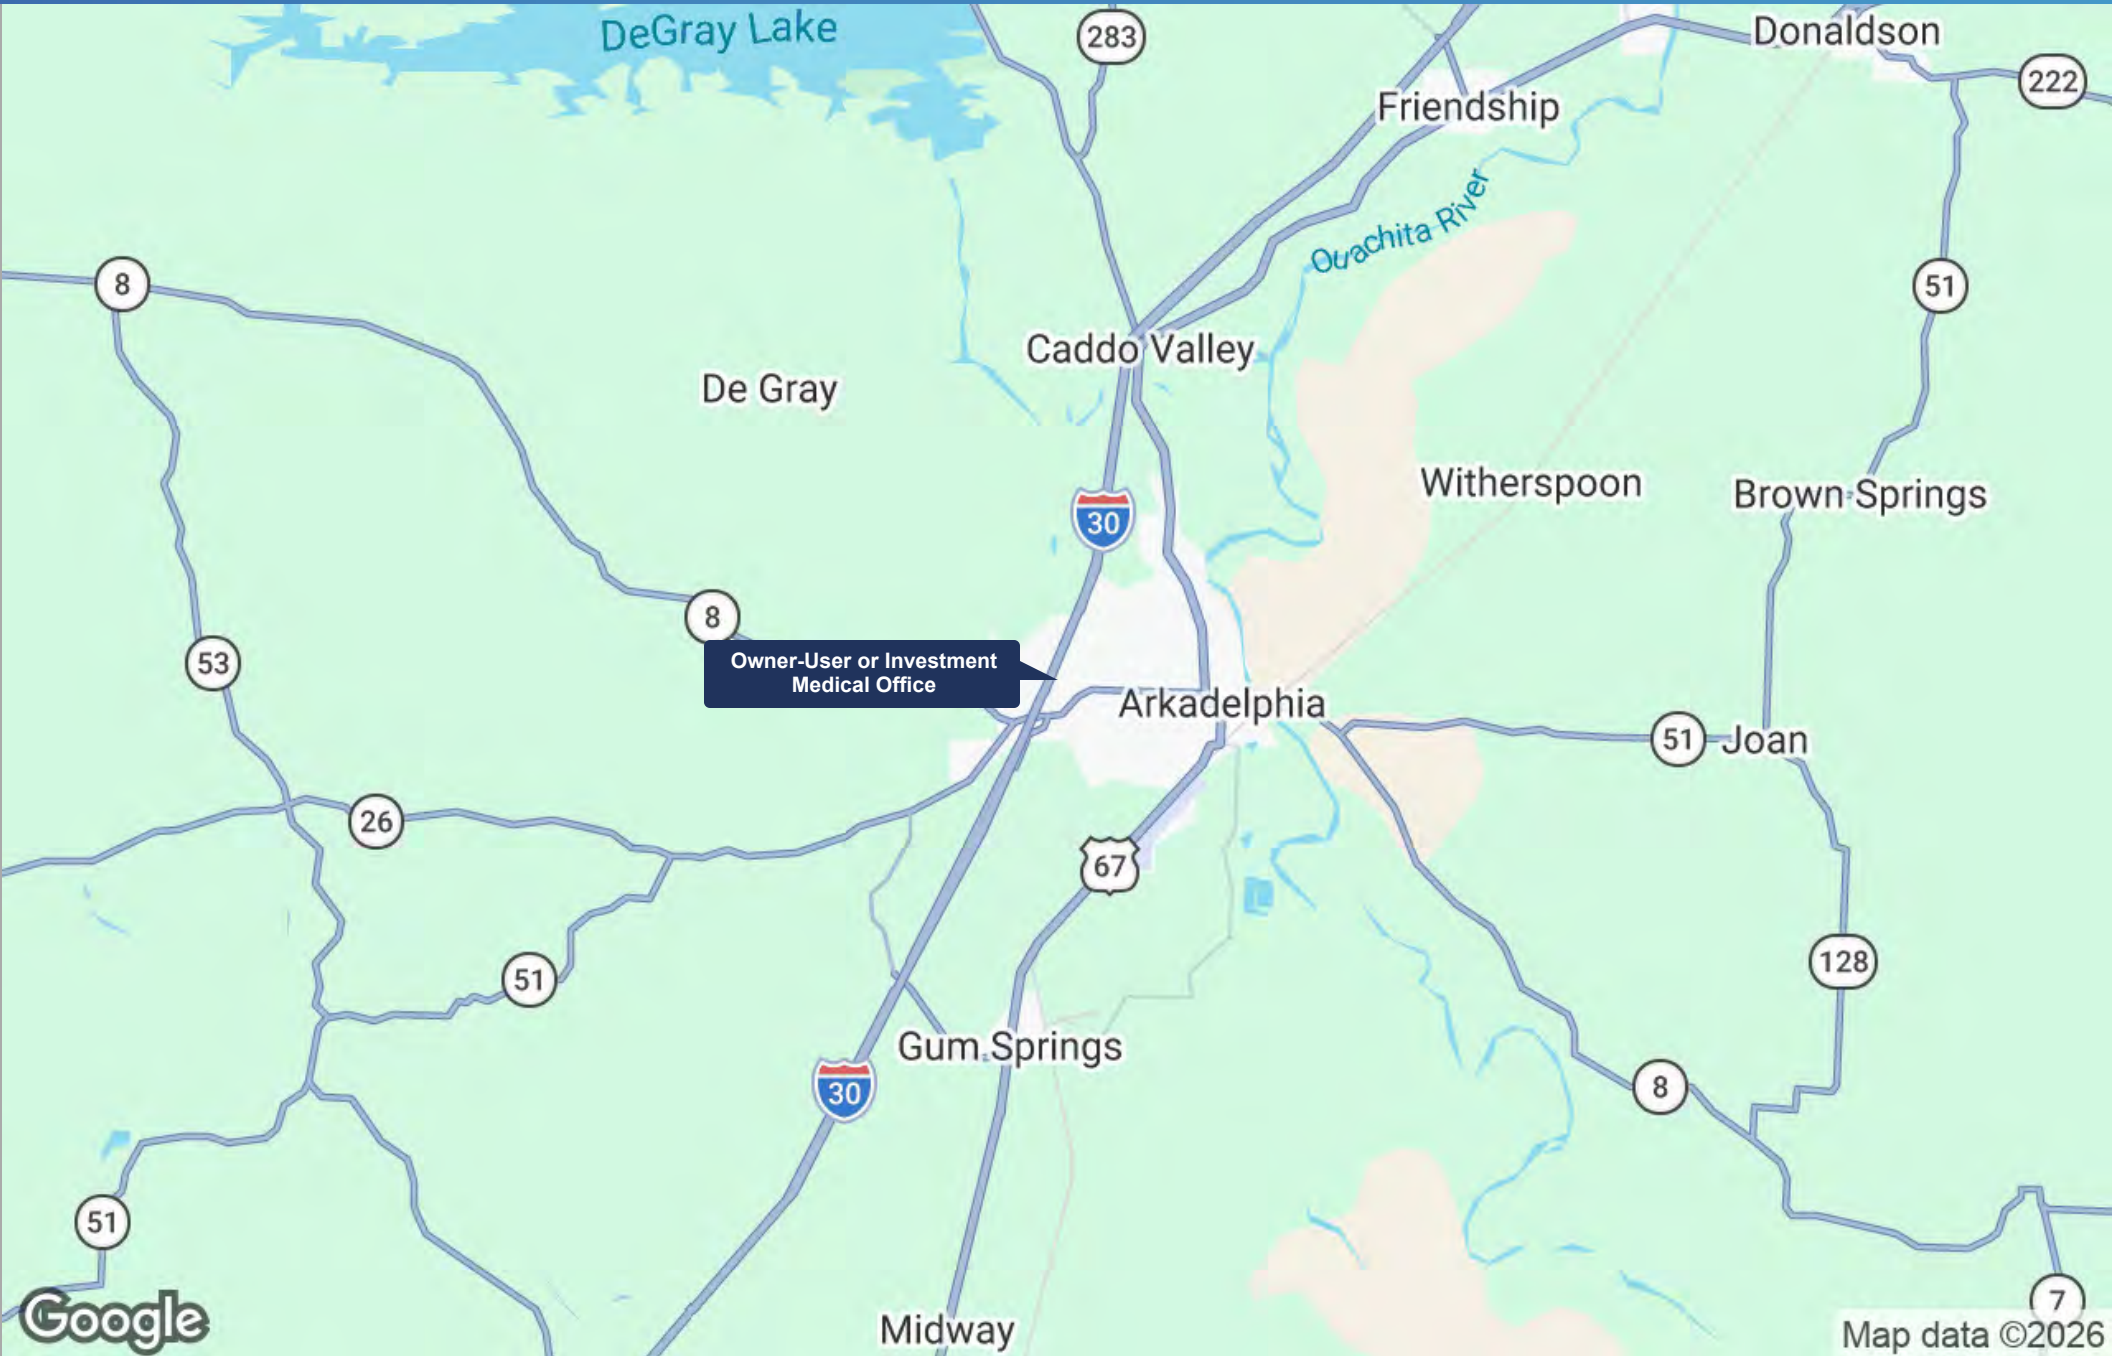 DeGray Lake
283
Donaldson
222
Friendship
Ouachita River
8
51
Caddo Valley
De Gray
Witherspoon
Brown Springs
30
8
53
Owner-User or Investment
Medical Office
Arkadelphia
51
Joan
26
67
51
128
Gum Springs
30
8
51
7
Google
Midway
Map data ©2026